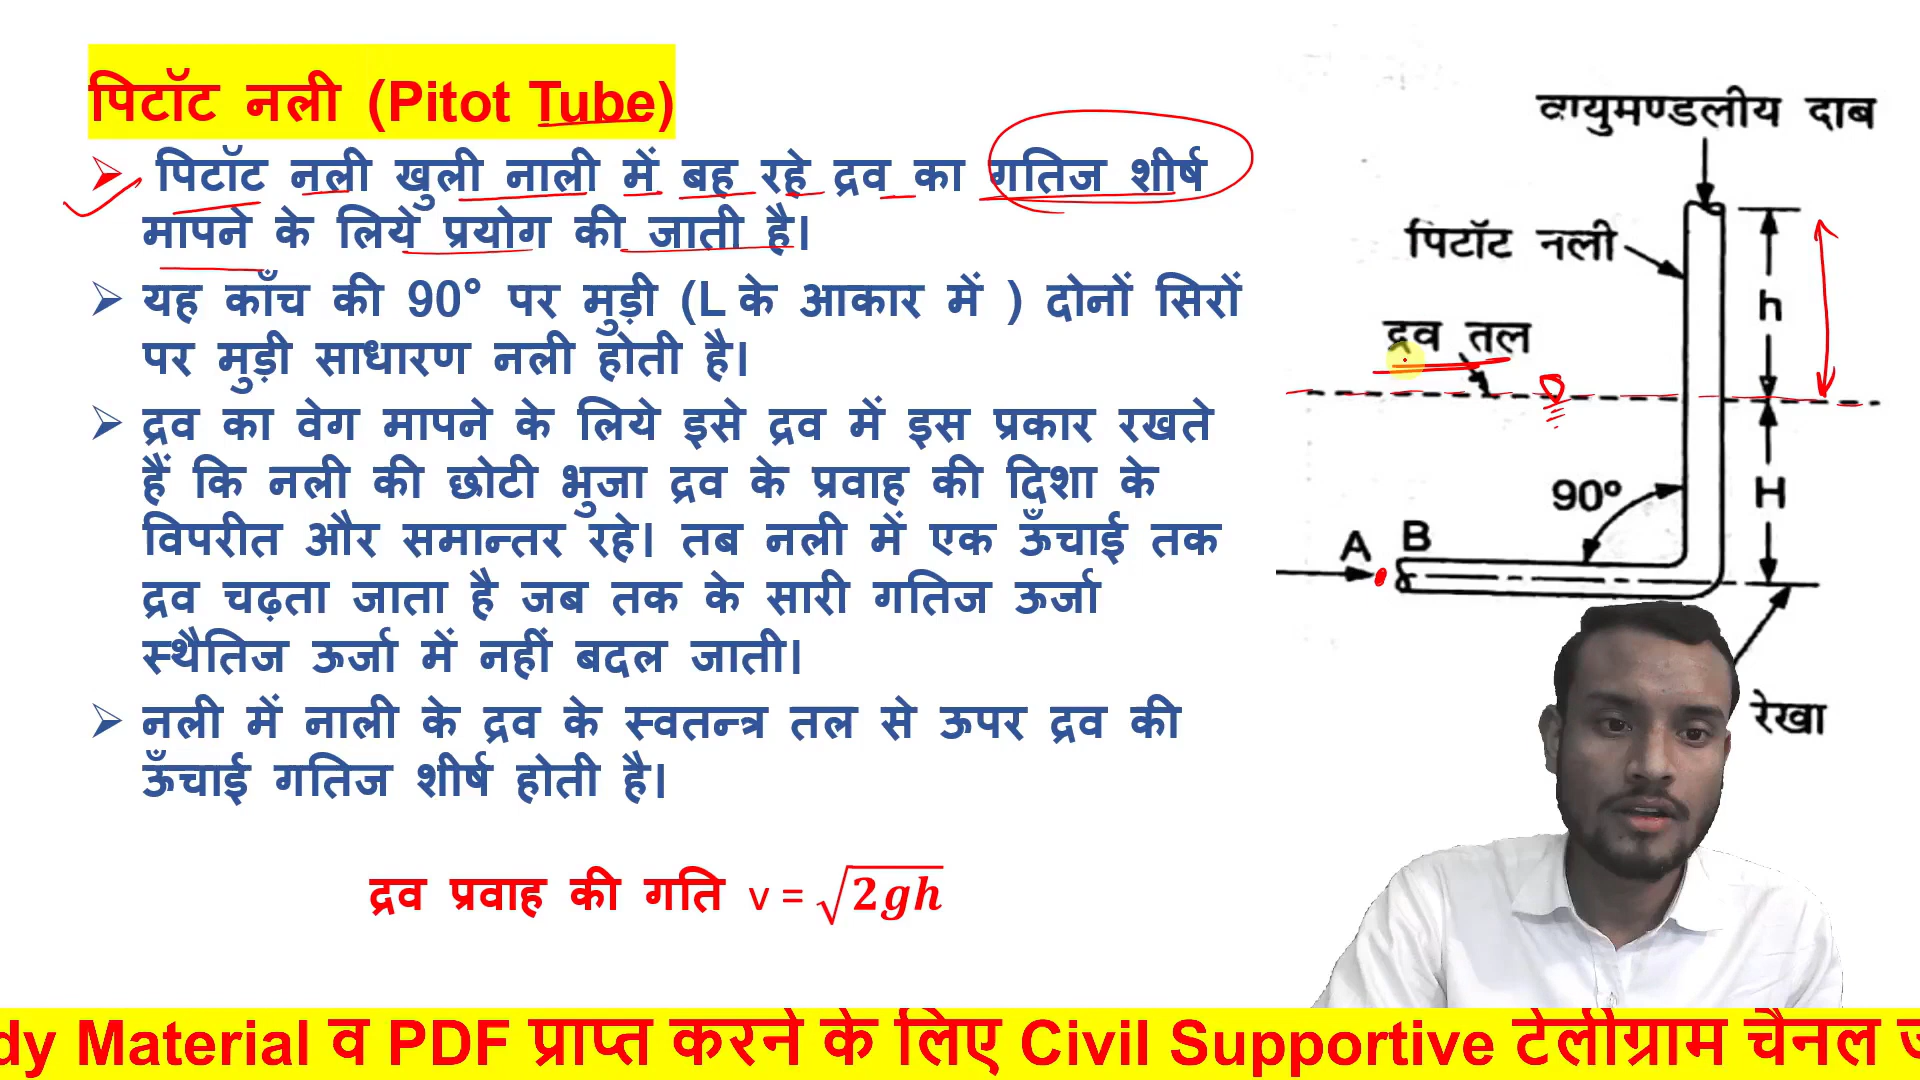 पिटॉट नली (Pitot Tube)
➢ पिटॉट नली खुली नाली में बह रहे द्रव का गतिज शीर्ष
मापने के लिये प्रयोग की जाती है।
➢ यह काँच की 90° पर मुड़ी (L के आकार में ) दोनों सिरों
पर मुड़ी साधारण नली होती है।
➢ द्रव का वेग मापने के लिये इसे द्रव में इस प्रकार रखते
हैं कि नली की छोटी भुजा द्रव के प्रवाह की दिशा के
विपरीत और समान्तर रहे। तब नली में एक ऊँचाई तक
द्रव चढ़ता जाता है जब तक के सारी गतिज ऊर्जा
स्थैतिज ऊर्जा में नहीं बदल जाती।
➢ नली में नाली के द्रव के स्वतन्त्र तल से ऊपर द्रव की
ऊँचाई गतिज शीर्ष होती है।
द्रव प्रवाह की गति v = √2gh
वायुमण्डलीय दाब
पिटॉट नली
h
द्रव तल
90°
H
A B
रेखा
dy Material व PDF प्राप्त करने के लिए Civil Supportive टेलीग्राम चैनल ज